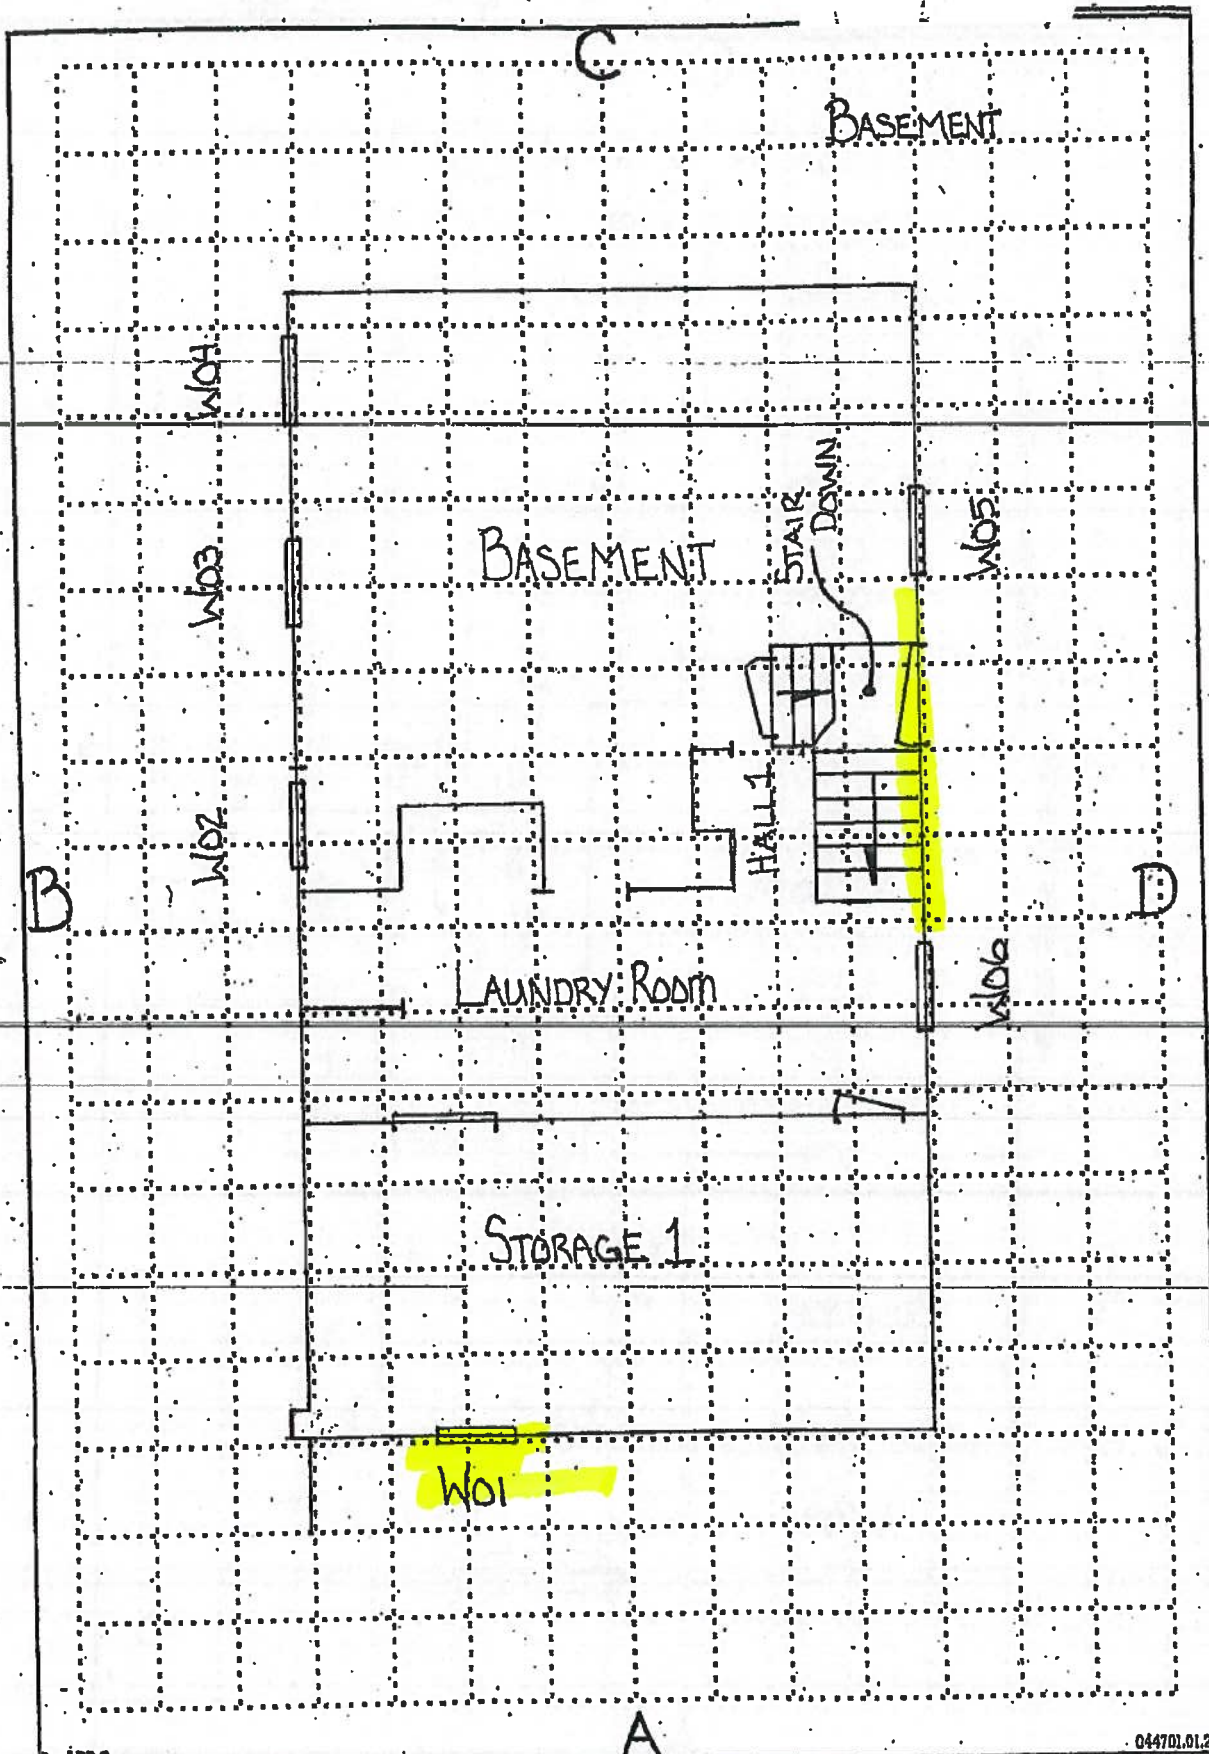 C
BASEMENT
W04
STAIR
DOWN
W05
BASEMENT
W03
HALL 1
W02
B
D
LAUNDRY ROOM
W06
STORAGE 1
W01
A
044701.01.2